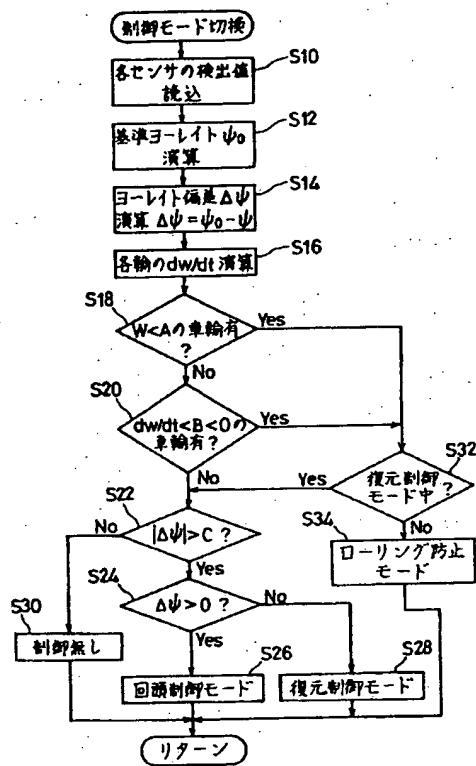 制御モード切換
S10
各センサの検出値
読込
S12
基準ヨーレイトψ₀
演算
S14
ヨーレイト偏差Δψ
演算 Δψ=ψ₀-ψ
S16
各輪のdw/dt演算
S18
W<Aの車輪有
?
Yes
No
S20
dw/dt<B<0の
車輪有?
Yes
No
S32
復元制御
モード中?
Yes
No
S22
|Δψ|>C?
No
Yes
S34
ローリング防止
モード
S24
Δψ>0?
No
Yes
S30
制御無し
S26
回頭制御モード
S28
復元制御モード
リターン